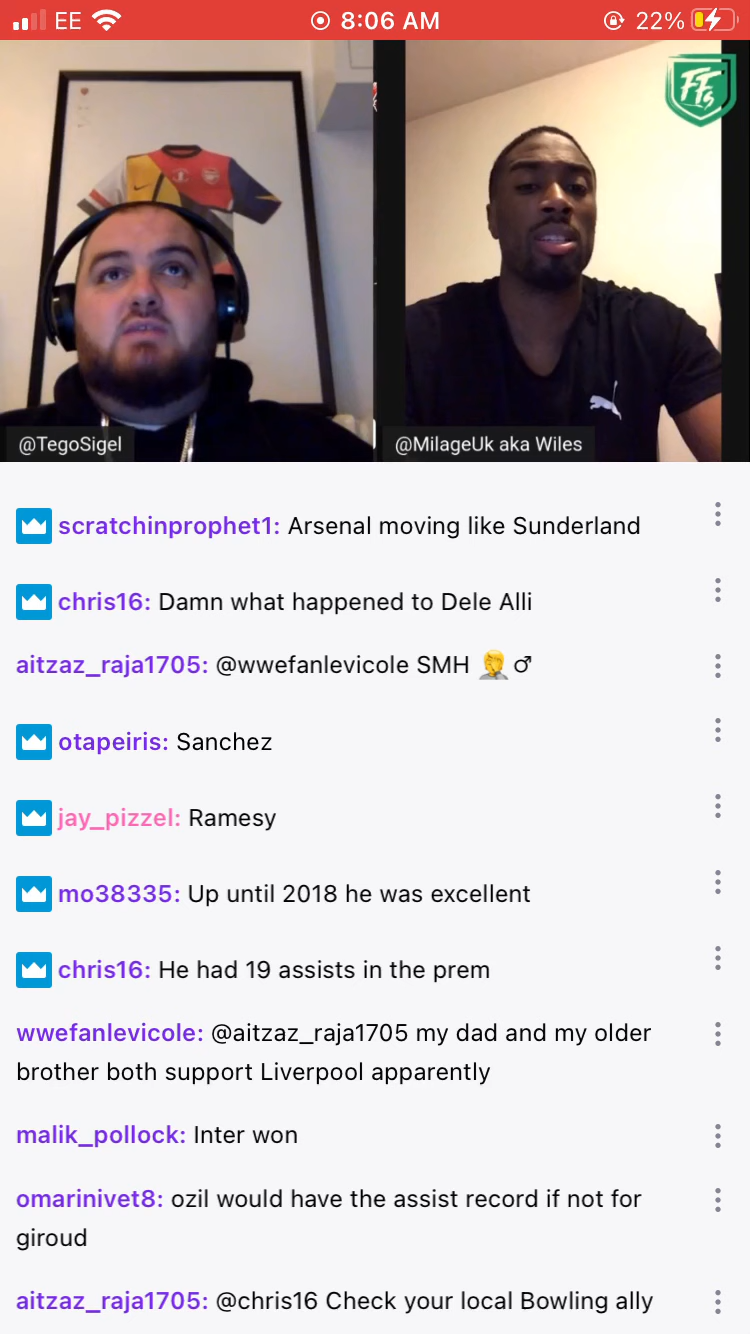 EE 8:06 AM 22%
FFs
@TegoSigel
@MilageUk aka Wiles
scratchinprophet1: Arsenal moving like Sunderland
chris16: Damn what happened to Dele Alli
aitzaz_raja1705: @wwefanlevicole SMH 🤦♂
otapeiris: Sanchez
jay_pizzel: Ramesy
mo38335: Up until 2018 he was excellent
chris16: He had 19 assists in the prem
wwefanlevicole: @aitzaz_raja1705 my dad and my older
brother both support Liverpool apparently
malik_pollock: Inter won
omarinivet8: ozil would have the assist record if not for
giroud
aitzaz_raja1705: @chris16 Check your local Bowling ally